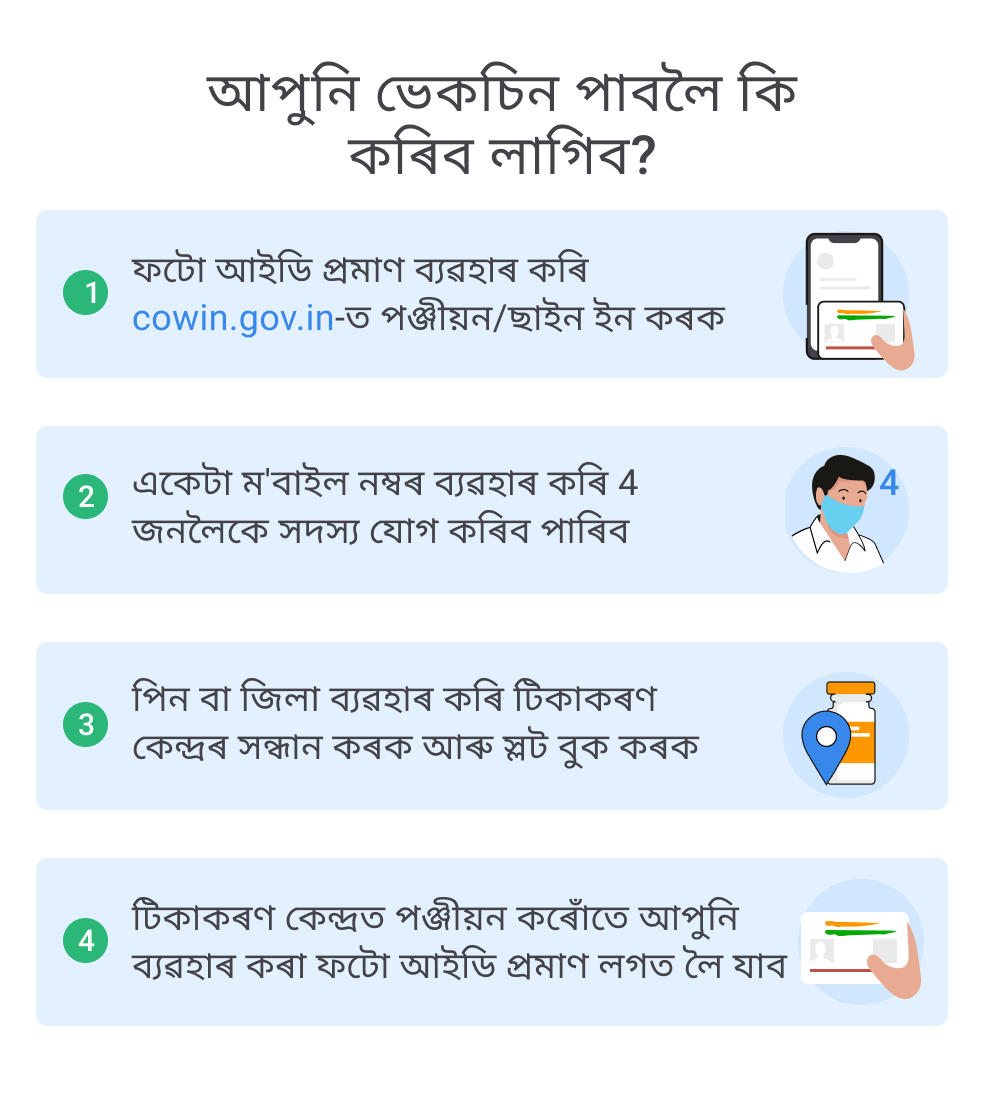 আপুনি ভেকচিন পাবলৈ কি
কৰিব লাগিব?
1
ফটো আইডি প্ৰমাণ ব্যৱহাৰ কৰি
cowin.gov.in-ত পঞ্জীয়ন/ছাইন ইন কৰক
2
একেটা ম'বাইল নম্বৰ ব্যৱহাৰ কৰি 4
জনলৈকে সদস্য যোগ কৰিব পাৰিব
4
3
পিন বা জিলা ব্যৱহাৰ কৰি টিকাকৰণ
কেন্দ্ৰৰ সন্ধান কৰক আৰু স্লট বুক কৰক
4
টিকাকৰণ কেন্দ্ৰত পঞ্জীয়ন কৰোঁতে আপুনি
ব্যৱহাৰ কৰা ফটো আইডি প্ৰমাণ লগত লৈ যাব